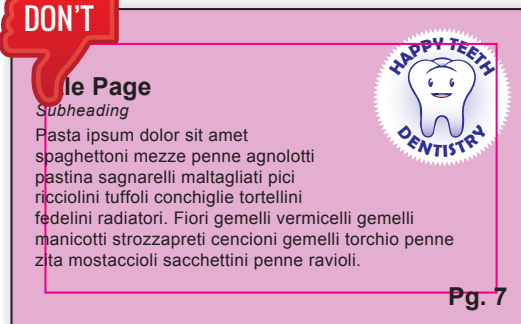 DON'T
le Page
Subheading
Pasta ipsum dolor sit amet
spaghettoni mezze penne agnolotti
pastina sagnarelli maltagliati pici
ricciolini tuffoli conchiglie tortellini
fedelini radiatori. Fiori gemelli vermicelli gemelli
manicotti strozzapreti cencioni gemelli torchio penne
zita mostaccioli sacchettini penne ravioli.
HAPPY TEETH
DENTISTRY
Pg. 7